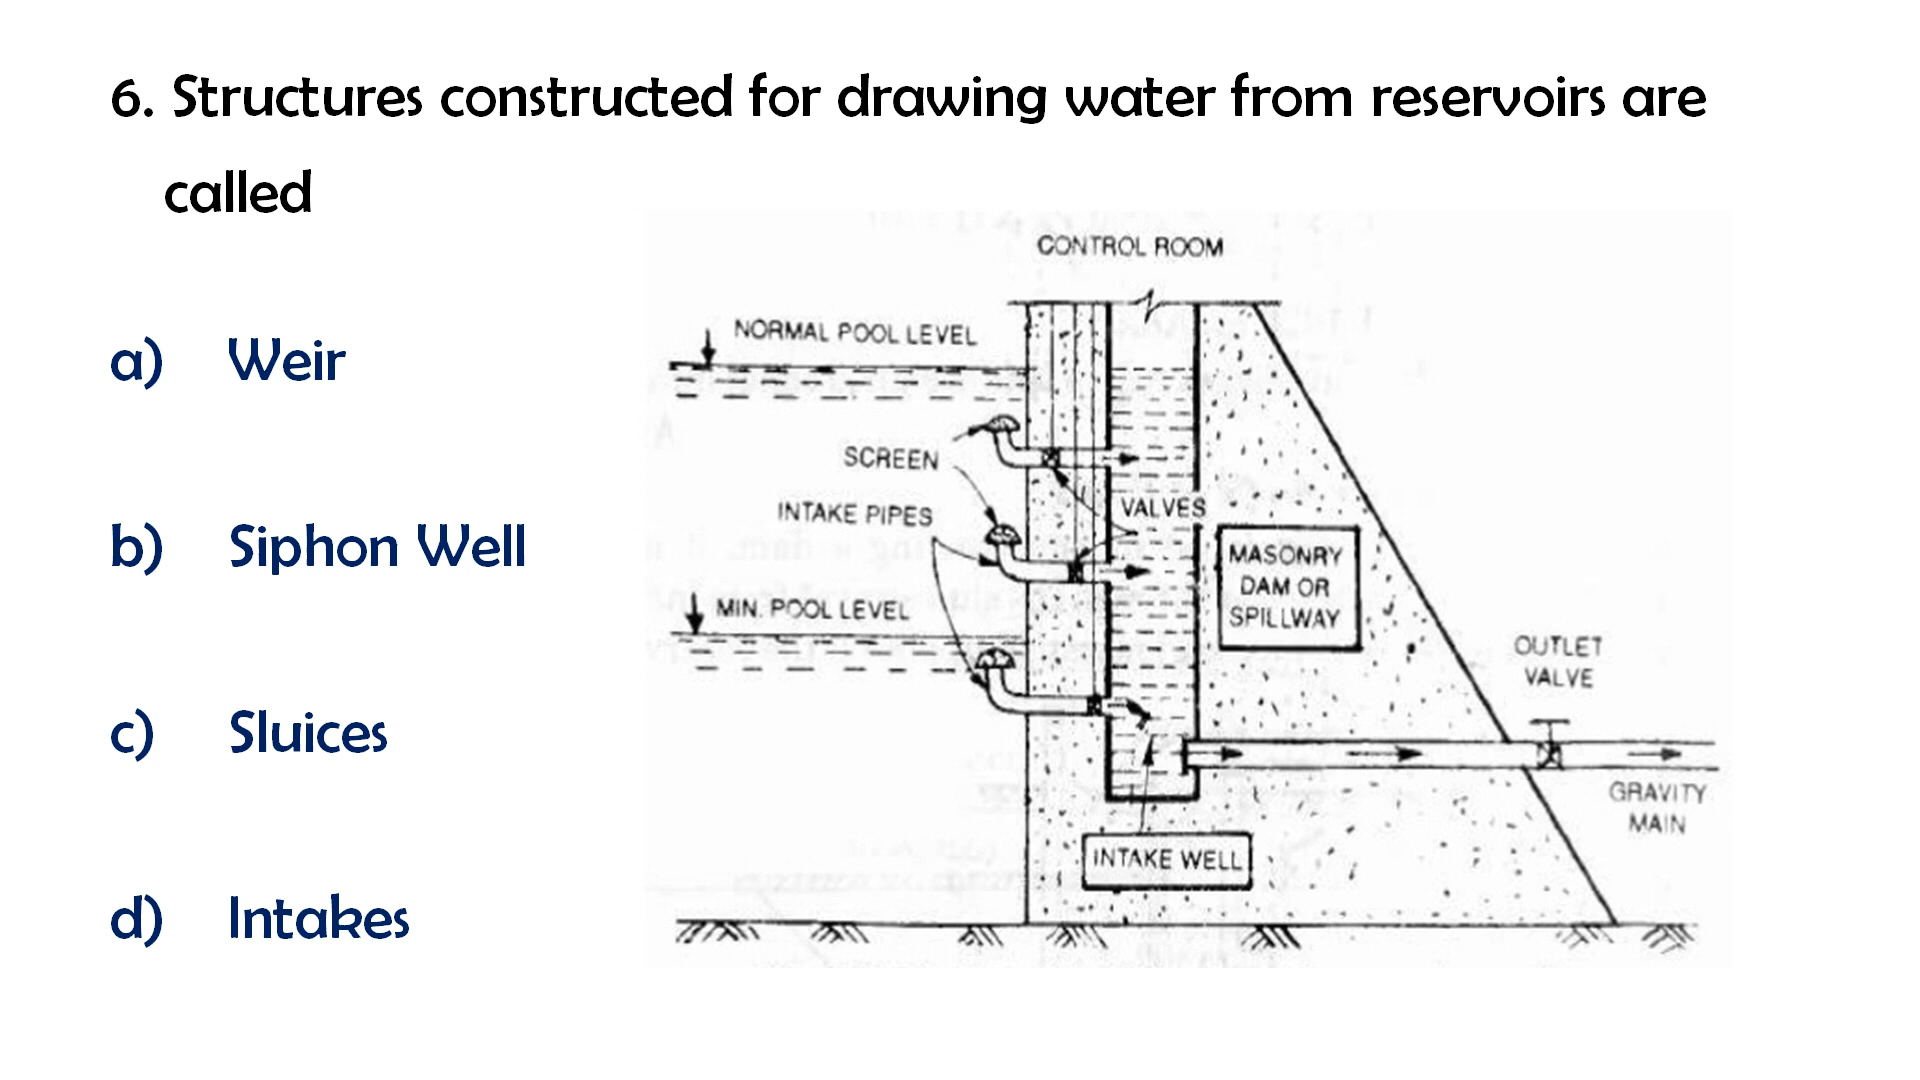 6. Structures constructed for drawing water from reservoirs are
called
a) Weir
b) Siphon Well
c) Sluices
d) Intakes
CONTROL ROOM
NORMAL POOL LEVEL
SCREEN
INTAKE PIPES
VALVES
MASONRY
DAM OR
SPILLWAY
MIN. POOL LEVEL
OUTLET
VALVE
GRAVITY
MAIN
INTAKE WELL